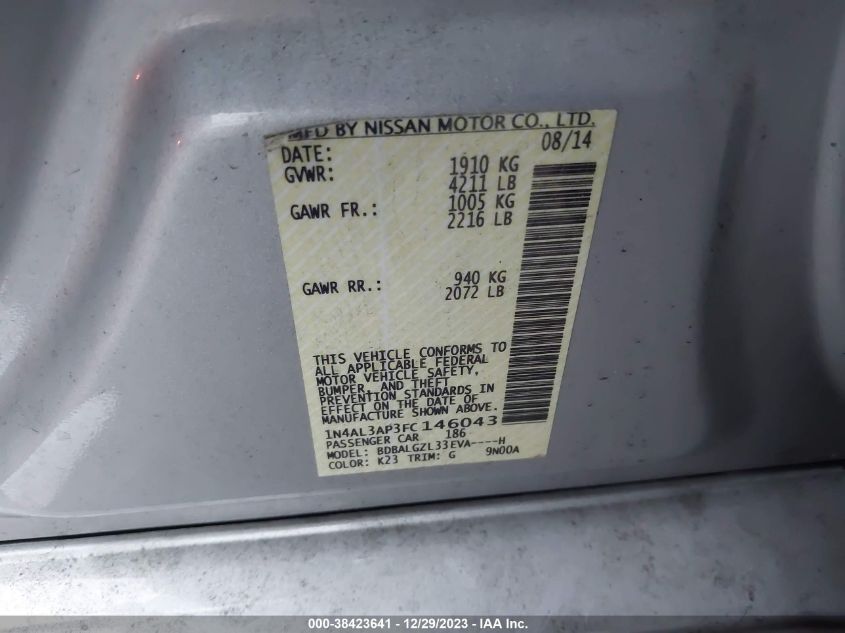 MFD BY NISSAN MOTOR CO., LTD.
DATE: 08/14
GVWR: 1910 KG
4211 LB
GAWR FR.: 1005 KG
2216 LB
GAWR RR.: 940 KG
2072 LB
THIS VEHICLE CONFORMS TO
ALL APPLICABLE FEDERAL
MOTOR VEHICLE SAFETY,
BUMPER, AND THEFT
PREVENTION STANDARDS IN
EFFECT ON THE DATE OF
MANUFACTURE SHOWN ABOVE.
1N4AL3AP3FC146043
PASSENGER CAR 186
MODEL: BDBALGZL33EVA----H
COLOR: K23 TRIM: G 9N00A
000-38423641 - 12/29/2023 - IAA Inc.